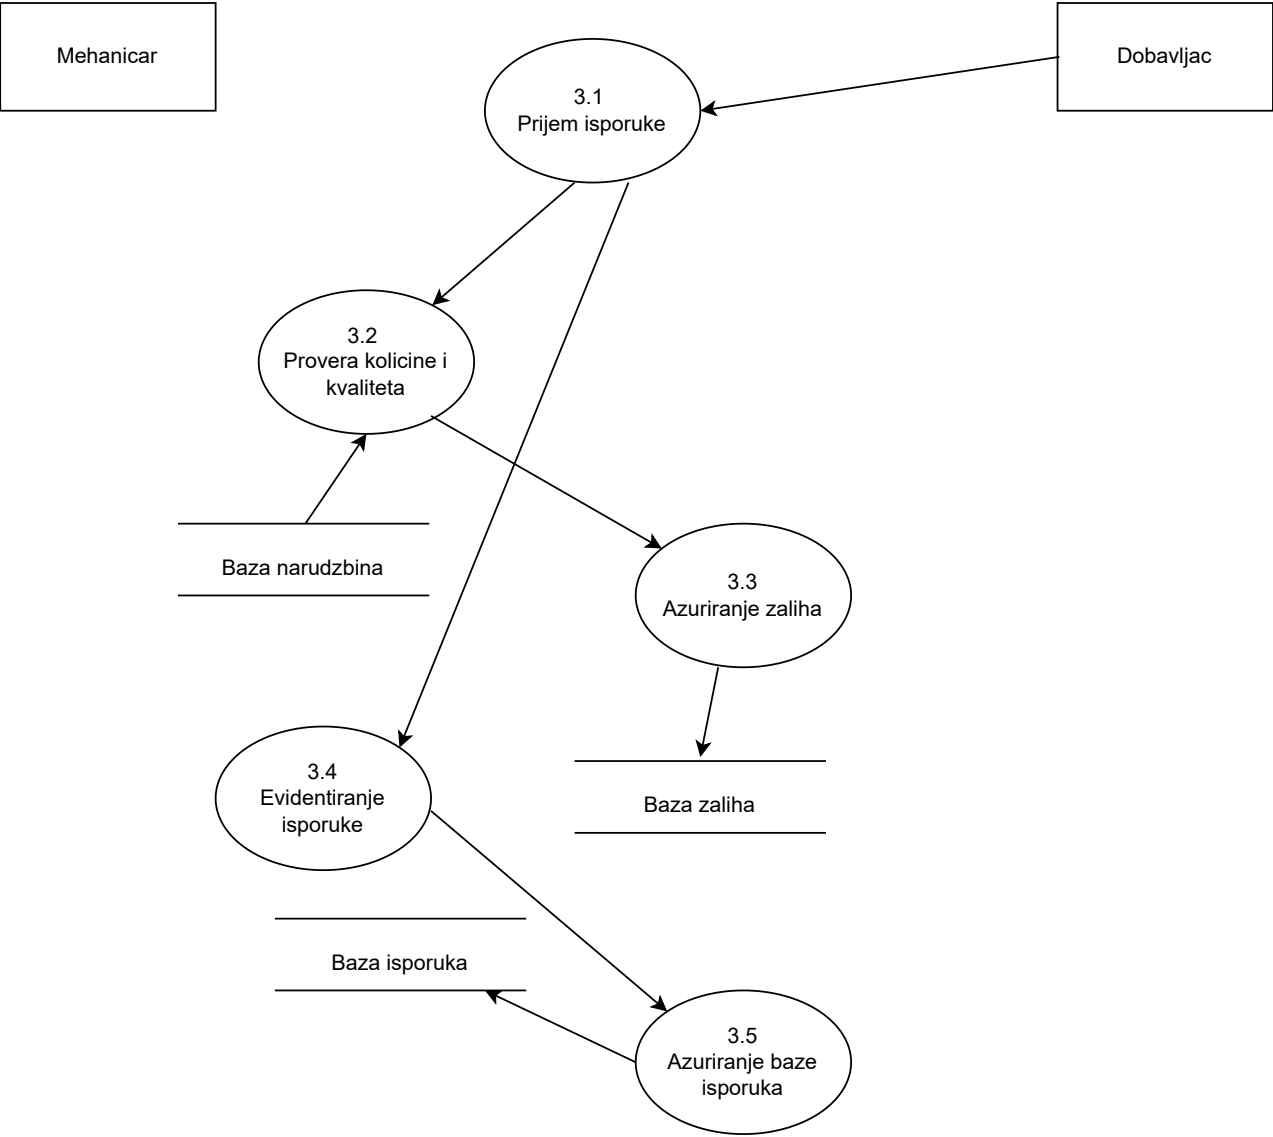 Mehanicar
Dobavljac
3.1
Prijem isporuke
3.2
Provera kolicine i
kvaliteta
Baza narudzbina
3.3
Azuriranje zaliha
3.4
Evidentiranje
isporuke
Baza zaliha
Baza isporuka
3.5
Azuriranje baze
isporuka